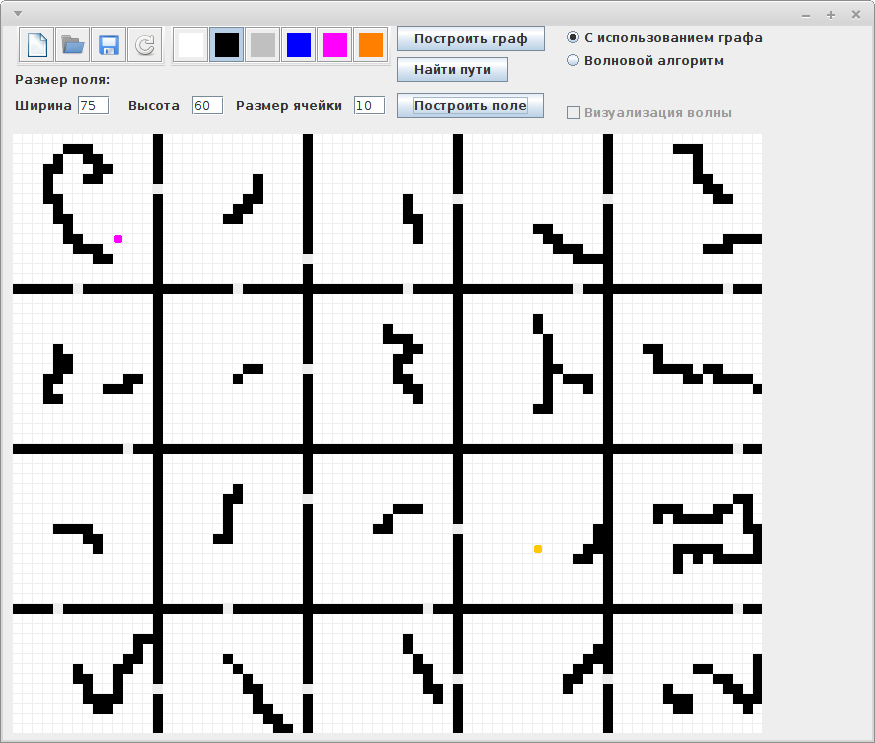 Построить граф
С использованием графа
Найти пути
Волновой алгоритм
Размер поля:
Ширина 75 Высота 60 Размер ячейки 10 Построить поле
Визуализация волны